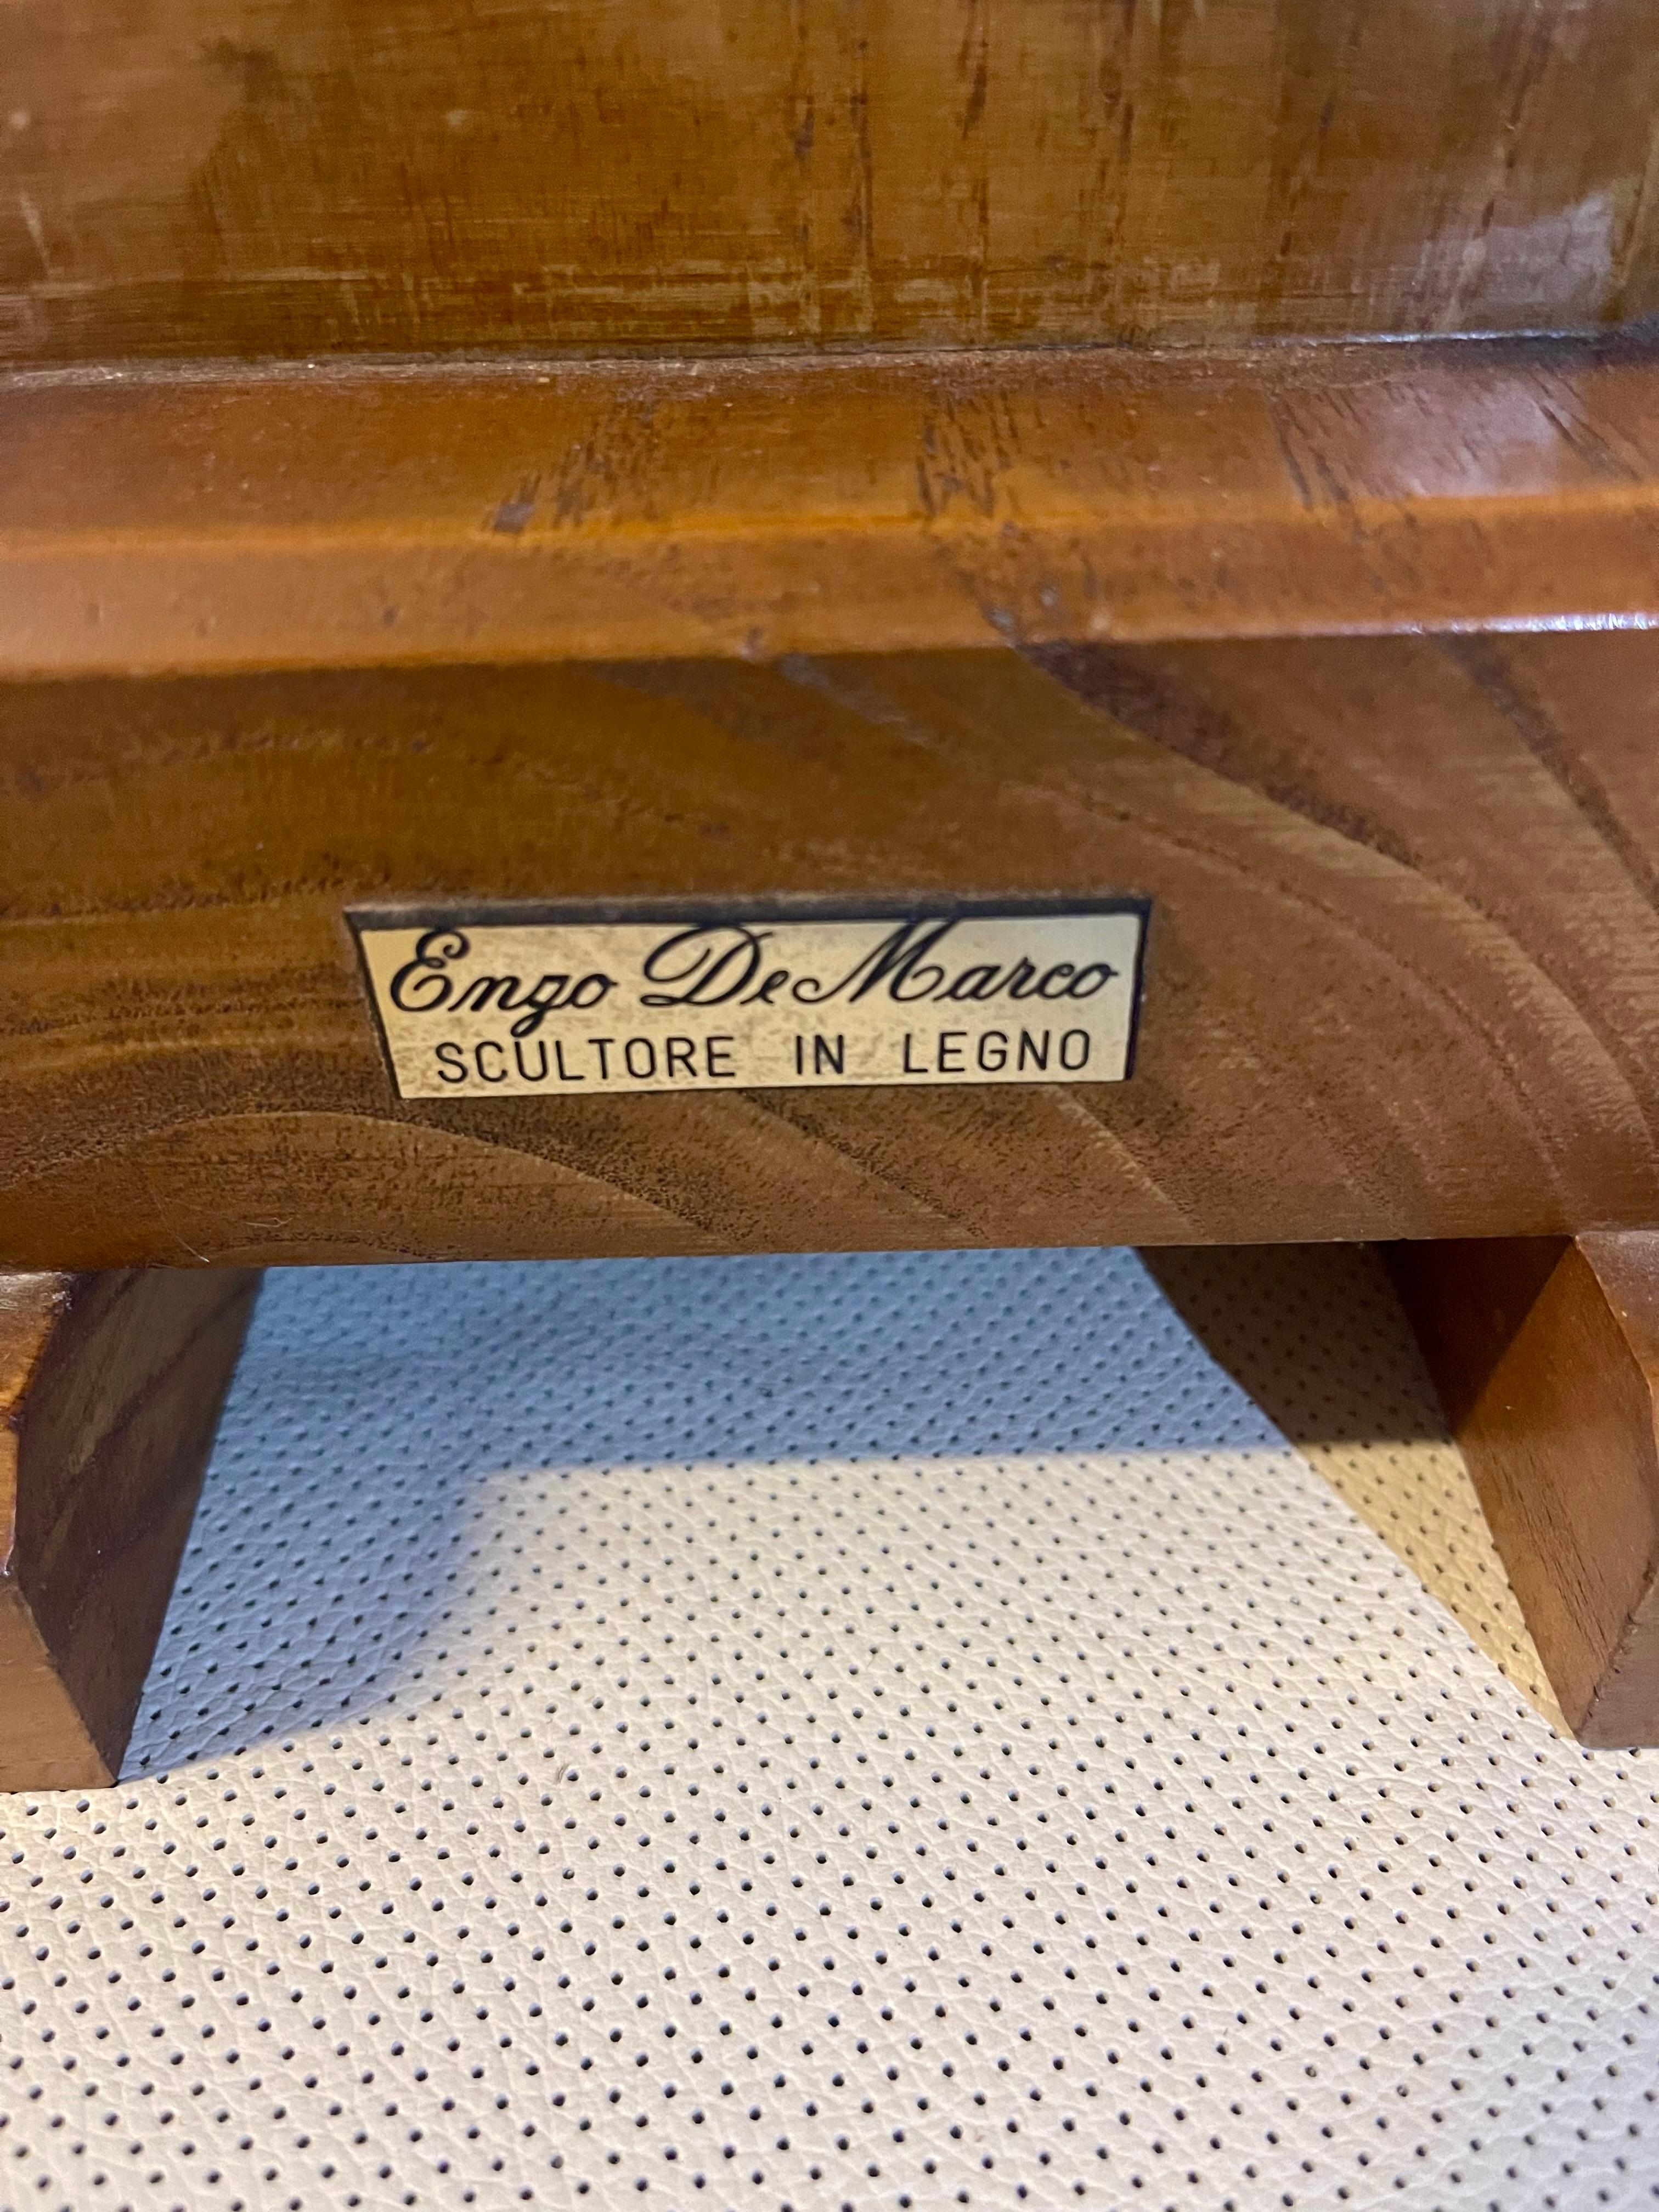 Enzo De Marco
SCULTORE IN LEGNO